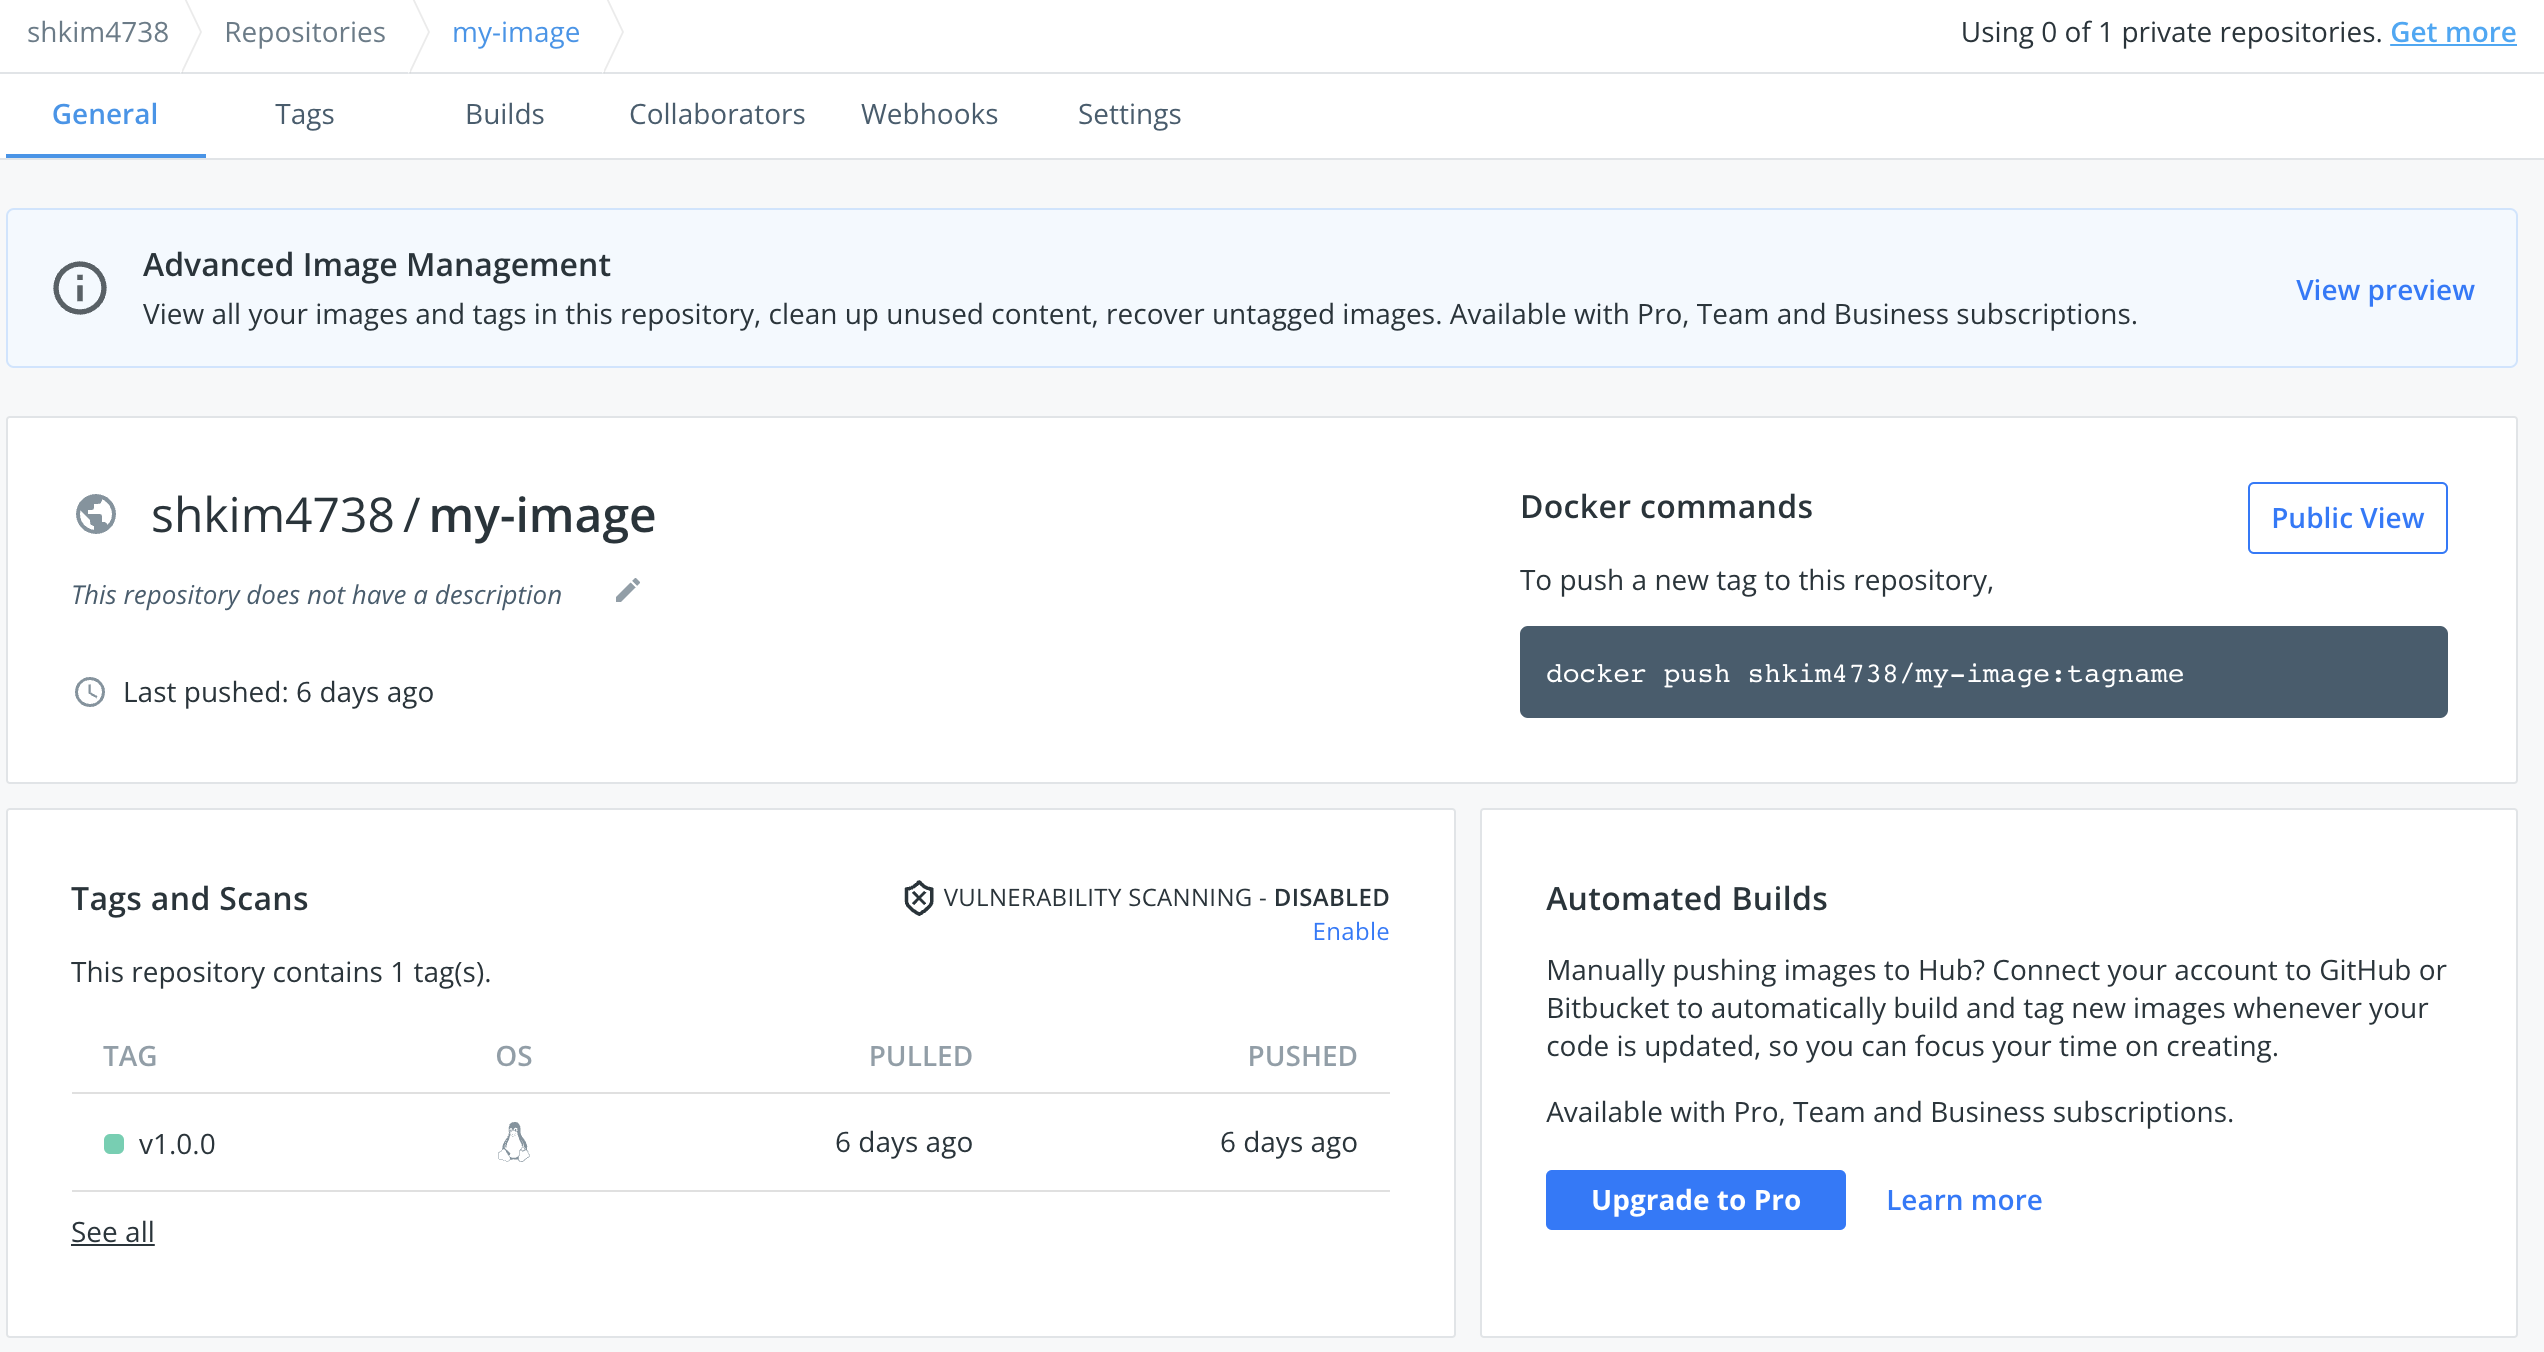 shkim4738
Repositories
my-image
Using 0 of 1 private repositories. Get more
General
Tags
Builds
Collaborators
Webhooks
Settings
Advanced Image Management
View all your images and tags in this repository, clean up unused content, recover untagged images. Available with Pro, Team and Business subscriptions.
View preview
shkim4738 / my-image
This repository does not have a description
Last pushed: 6 days ago
Docker commands
Public View
To push a new tag to this repository,
docker push shkim4738/my-image:tagname
Tags and Scans
VULNERABILITY SCANNING - DISABLED
Enable
This repository contains 1 tag(s).
TAG OS PULLED PUSHED
v1.0.0 6 days ago 6 days ago
See all
Automated Builds
Manually pushing images to Hub? Connect your account to GitHub or
Bitbucket to automatically build and tag new images whenever your
code is updated, so you can focus your time on creating.
Available with Pro, Team and Business subscriptions.
Upgrade to Pro
Learn more